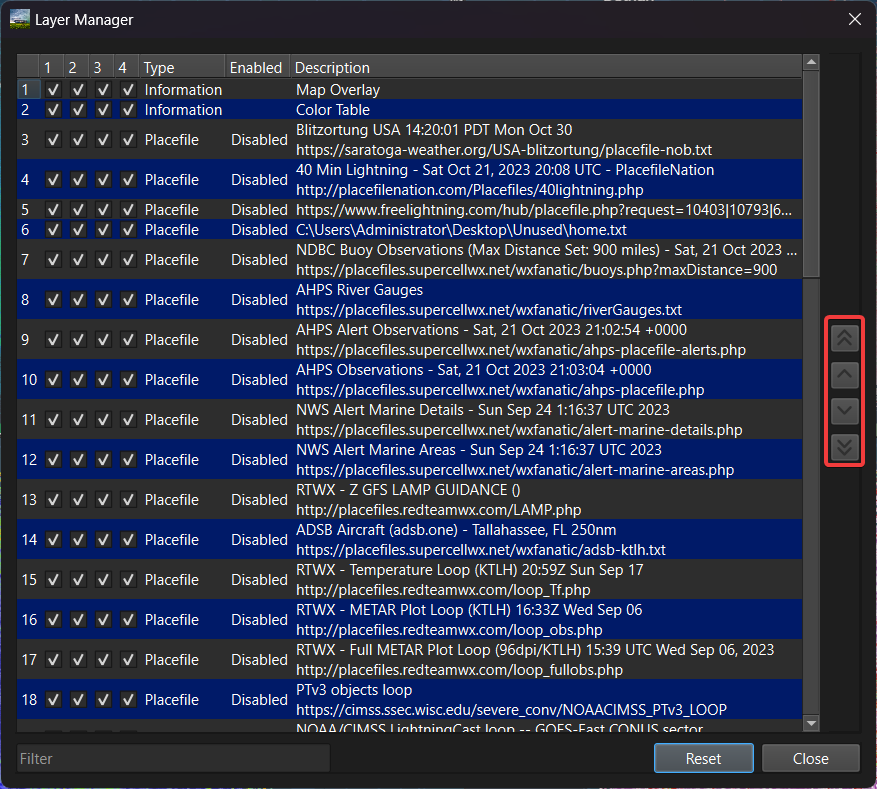 Layer Manager
1 2 3 4 Type Enabled Description
1 Information Map Overlay
2 Information Color Table
3 Placefile Disabled Blitzortung USA 14:20:01 PDT Mon Oct 30
https://saratoga-weather.org/USA-blitzortung/placefile-nob.txt
4 Placefile Disabled 40 Min Lightning - Sat Oct 21, 2023 20:08 UTC - PlacefileNation
http://placefilenation.com/Placefiles/40lightning.php
5 Placefile Disabled https://www.freelightning.com/hub/placefile.php?request=10403|10793|6...
6 Placefile Disabled C:\Users\Administrator\Desktop\Unused\home.txt
7 Placefile Disabled NDBC Buoy Observations (Max Distance Set: 900 miles) - Sat, 21 Oct 2023 ...
https://placefiles.supercellwx.net/wxfanatic/buoys.php?maxDistance=900
8 Placefile Disabled AHPS River Gauges
https://placefiles.supercellwx.net/wxfanatic/riverGauges.txt
9 Placefile Disabled AHPS Alert Observations - Sat, 21 Oct 2023 21:02:54 +0000
https://placefiles.supercellwx.net/wxfanatic/ahps-placefile-alerts.php
10 Placefile Disabled AHPS Observations - Sat, 21 Oct 2023 21:03:04 +0000
https://placefiles.supercellwx.net/wxfanatic/ahps-placefile.php
11 Placefile Disabled NWS Alert Marine Details - Sun Sep 24 1:16:37 UTC 2023
https://placefiles.supercellwx.net/wxfanatic/alert-marine-details.php
12 Placefile Disabled NWS Alert Marine Areas - Sun Sep 24 1:16:37 UTC 2023
https://placefiles.supercellwx.net/wxfanatic/alert-marine-areas.php
13 Placefile Disabled RTWX - Z GFS LAMP GUIDANCE ()
http://placefiles.redteamwx.com/LAMP.php
14 Placefile Disabled ADSB Aircraft (adsb.one) - Tallahassee, FL 250nm
https://placefiles.supercellwx.net/wxfanatic/adsb-ktlh.txt
15 Placefile Disabled RTWX - Temperature Loop (KTLH) 20:59Z Sun Sep 17
http://placefiles.redteamwx.com/loop_Tf.php
16 Placefile Disabled RTWX - METAR Plot Loop (KTLH) 16:33Z Wed Sep 06
http://placefiles.redteamwx.com/loop_obs.php
17 Placefile Disabled RTWX - Full METAR Plot Loop (96dpi/KTLH) 15:39 UTC Wed Sep 06, 2023
http://placefiles.redteamwx.com/loop_fullobs.php
18 Placefile Disabled PTv3 objects loop
https://cimss.ssec.wisc.edu/severe_conv/NOAACIMSS_PTv3_LOOP
NOAA/CIMSS LightningCast loop -- GOES-East CONUS sector
Filter Reset Close